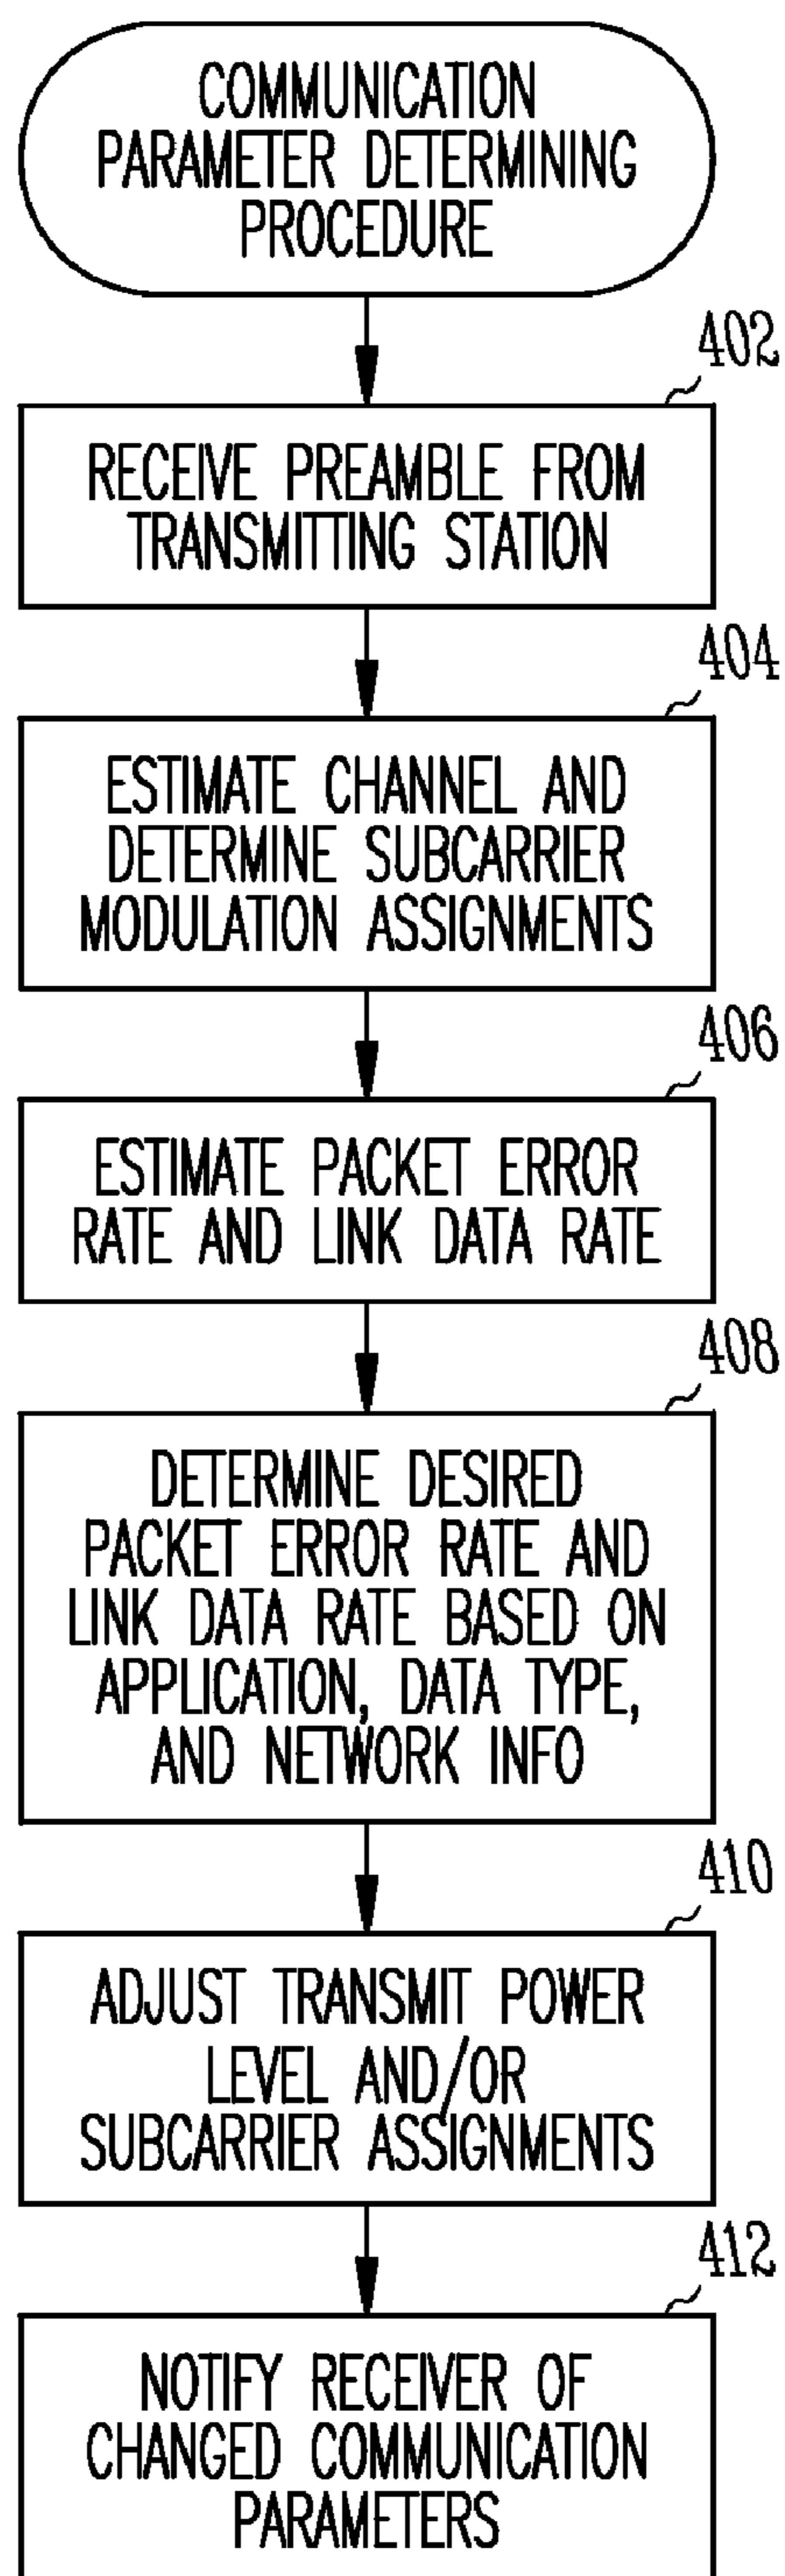 COMMUNICATION
PARAMETER DETERMINING
PROCEDURE
402
RECEIVE PREAMBLE FROM
TRANSMITTING STATION
404
ESTIMATE CHANNEL AND
DETERMINE SUBCARRIER
MODULATION ASSIGNMENTS
406
ESTIMATE PACKET ERROR
RATE AND LINK DATA RATE
408
DETERMINE DESIRED
PACKET ERROR RATE AND
LINK DATA RATE BASED ON
APPLICATION, DATA TYPE,
AND NETWORK INFO
410
ADJUST TRANSMIT POWER
LEVEL AND/OR
SUBCARRIER ASSIGNMENTS
412
NOTIFY RECEIVER OF
CHANGED COMMUNICATION
PARAMETERS